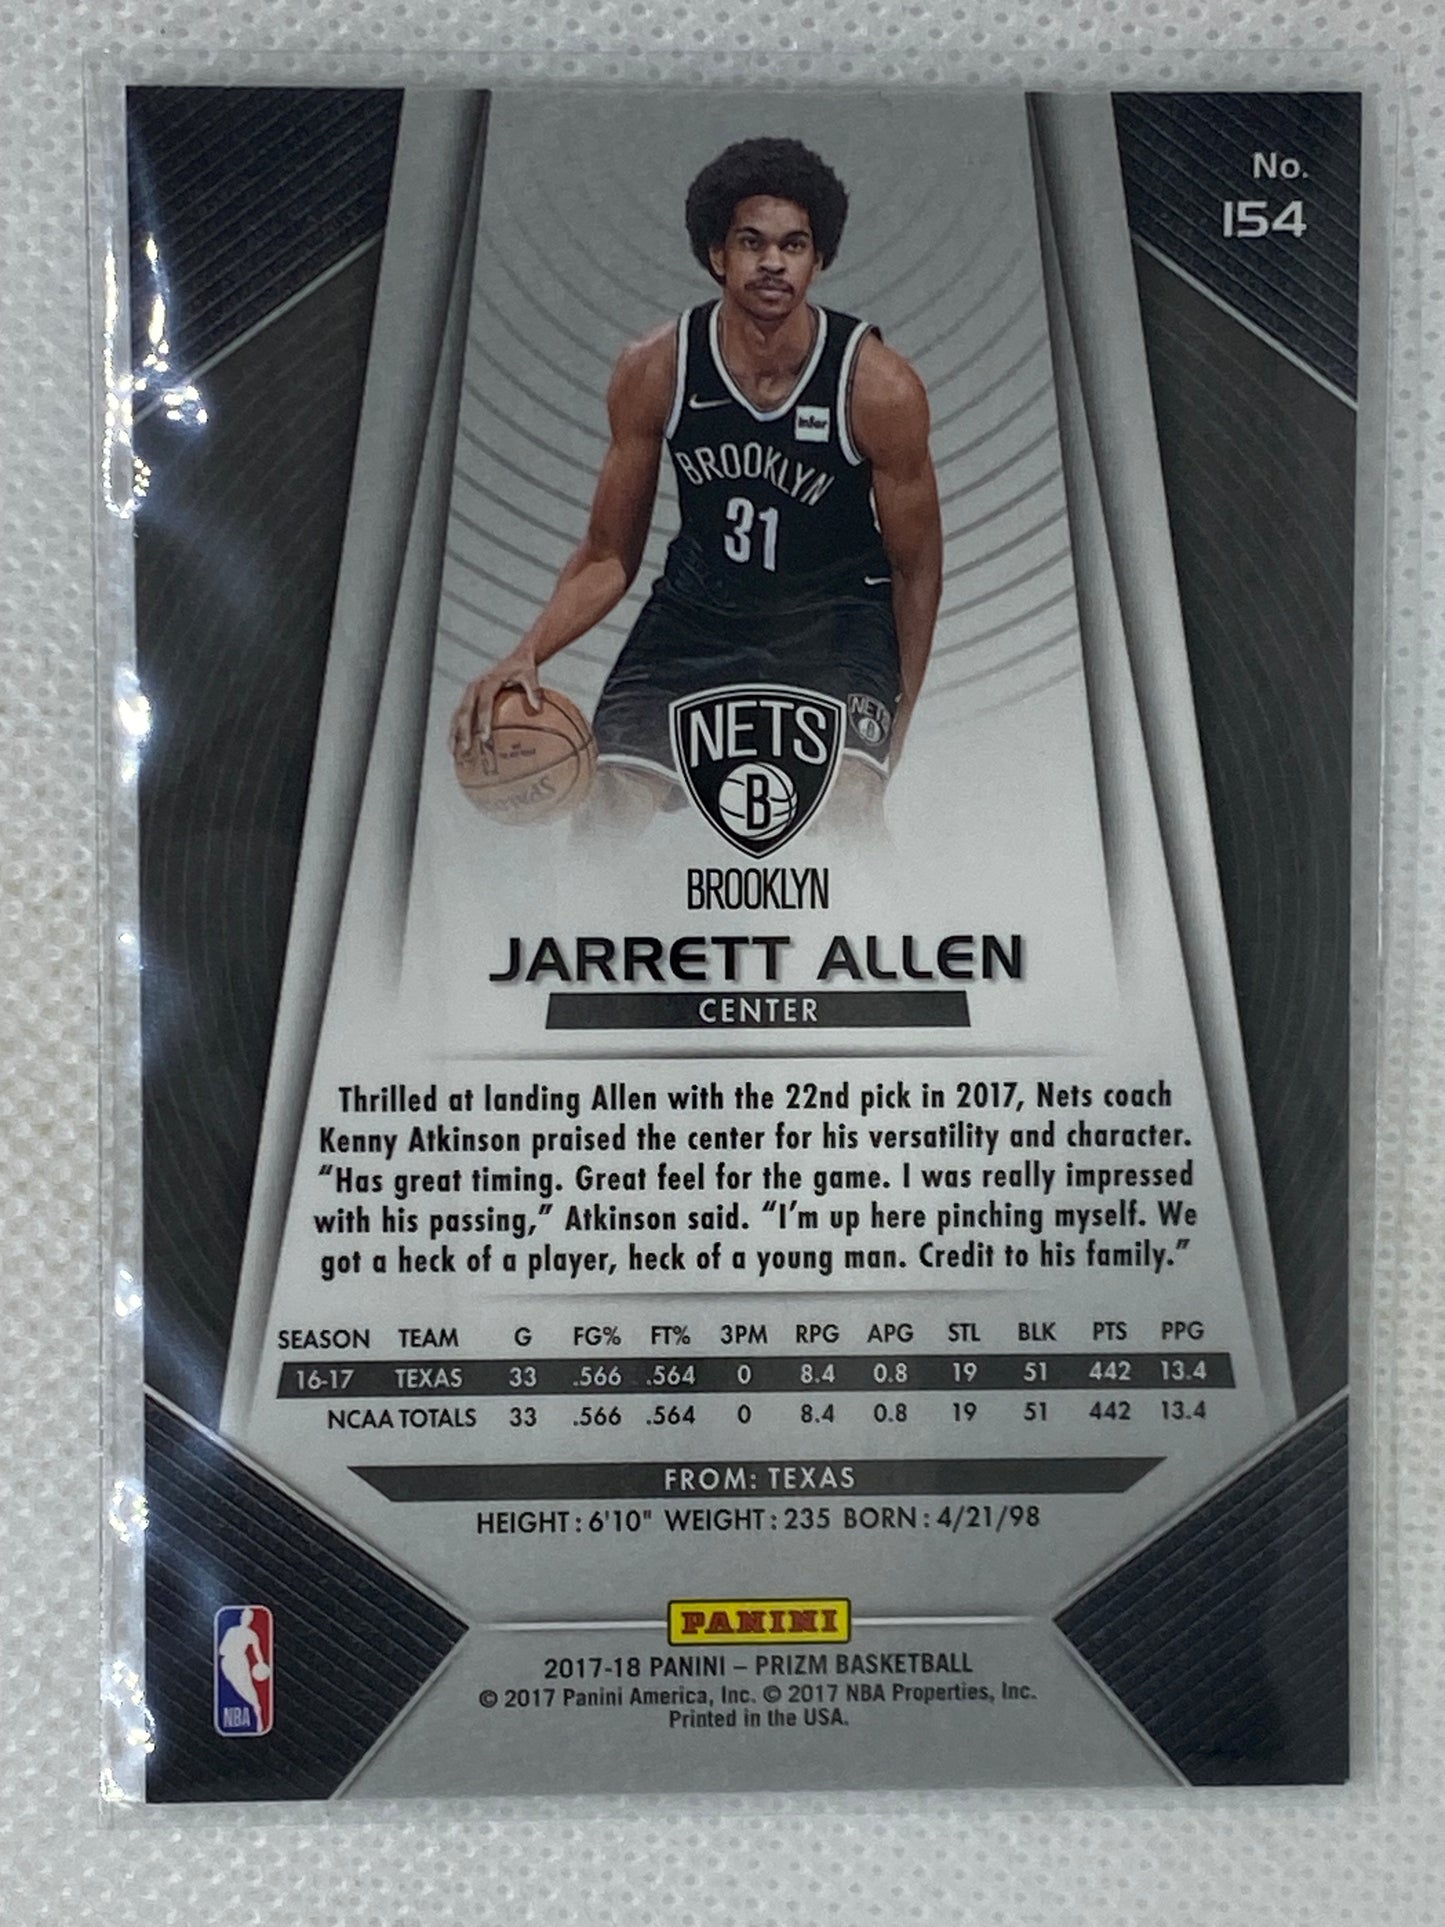 No.
154
Infor
BROOKLYN
31
NETS
NETS
B
B
BROOKLYN
JARRETT ALLEN
CENTER
Thrilled at landing Allen with the 22nd pick in 2017, Nets coach
Kenny Atkinson praised the center for his versatility and character.
“Has great timing. Great feel for the game. I was really impressed
with his passing,” Atkinson said. “I’m up here pinching myself. We
got a heck of a player, heck of a young man. Credit to his family.”
SEASON TEAM G FG% FT% 3PM RPG APG STL BLK PTS PPG
16-17 TEXAS 33 .566 .564 0 8.4 0.8 19 51 442 13.4
NCAA TOTALS 33 .566 .564 0 8.4 0.8 19 51 442 13.4
FROM: TEXAS
HEIGHT: 6'10" WEIGHT: 235 BORN: 4/21/98
PANINI
2017-18 PANINI – PRIZM BASKETBALL
© 2017 Panini America, Inc. © 2017 NBA Properties, Inc.
Printed in the USA.
NBA